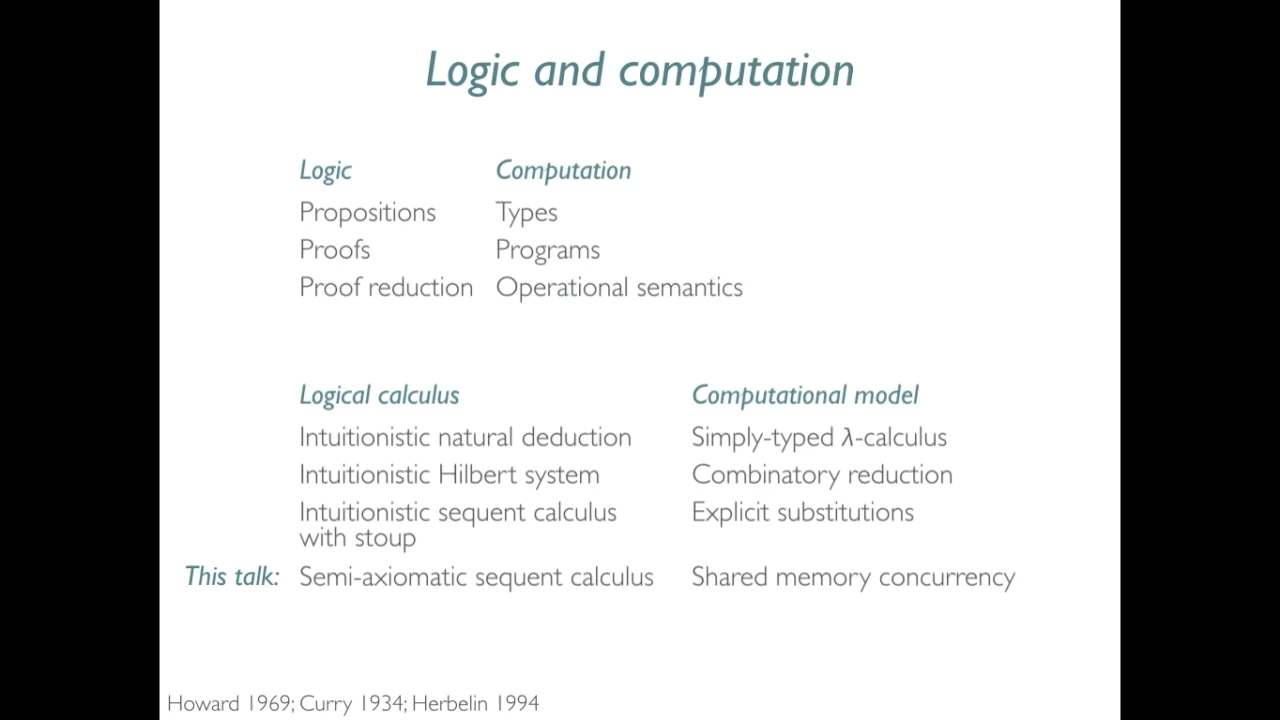 Logic and computation
Logic Computation
Propositions Types
Proofs Programs
Proof reduction Operational semantics
Logical calculus Computational model
Intuitionistic natural deduction Simply-typed λ-calculus
Intuitionistic Hilbert system Combinatory reduction
Intuitionistic sequent calculus Explicit substitutions
with stoup
This talk: Semi-axiomatic sequent calculus Shared memory concurrency
Howard 1969; Curry 1934; Herbelin 1994